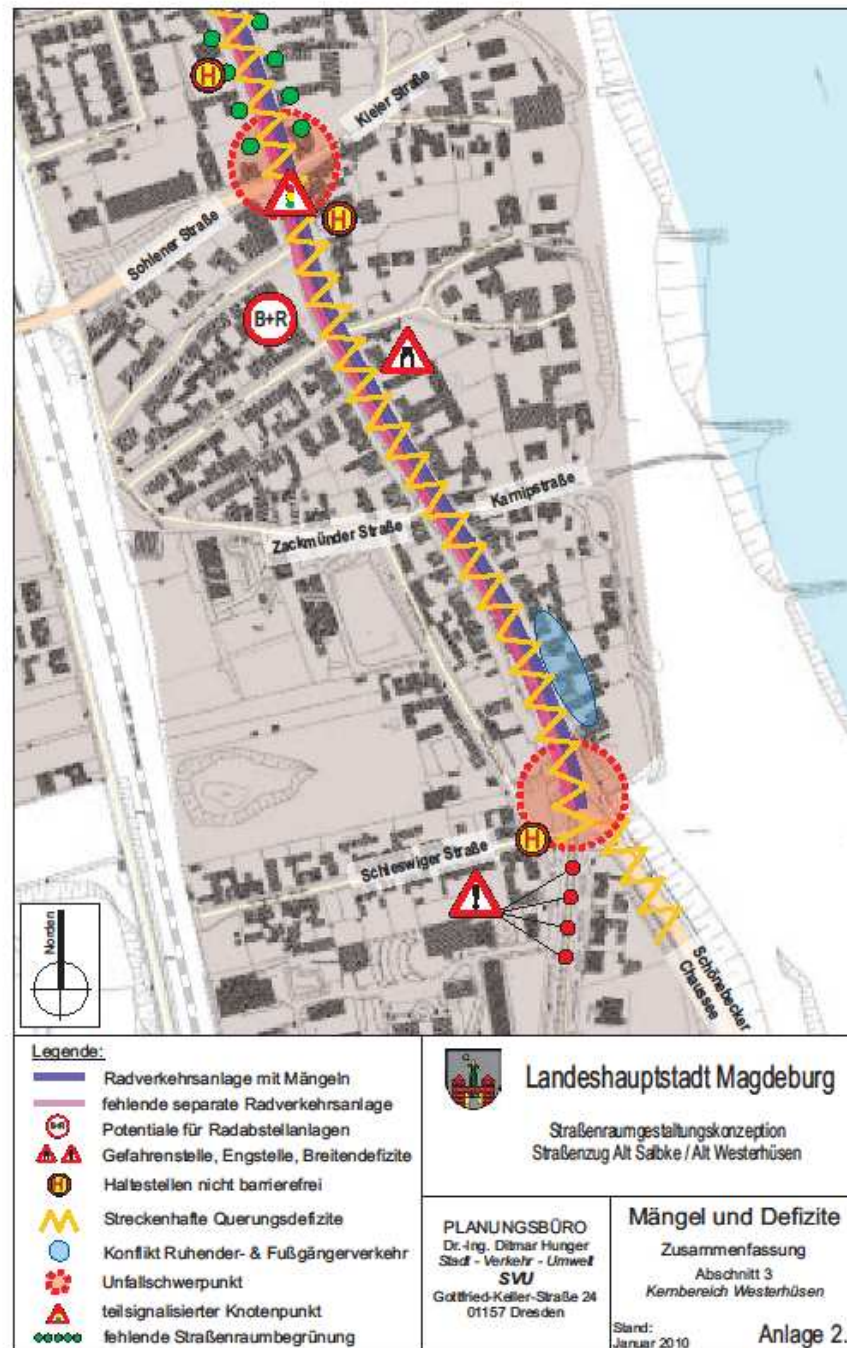 H
Kieler Straße
Sohlener Straße
H
B+R
Karnipstraße
Zackmünder Straße
H
Schleswiger Straße
!
Norden
Schönebecker
Chaussee
Legende:
Radverkehrsanlage mit Mängeln
fehlende separate Radverkehrsanlage
B+R Potentiale für Radabstellanlagen
Gefahrenstelle, Engstelle, Breitendefizite
H Haltestellen nicht barrierefrei
Streckenhafte Querungsdefizite
Konflikt Ruhender- & Fußgängerverkehr
Unfallschwerpunkt
teilsignalisierter Knotenpunkt
fehlende Straßenraumbegrünung
Landeshauptstadt Magdeburg
Straßenraumgestaltungskonzeption
Straßenzug Alt Salbke / Alt Westerhüsen
PLANUNGSBÜRO
Dr.-Ing. Ditmar Hunger
Stadt - Verkehr - Umwelt
SVU
Gottfried-Keller-Straße 24
01157 Dresden
Mängel und Defizite
Zusammenfassung
Abschnitt 3
Kernbereich Westerhüsen
Stand:
Januar 2010
Anlage 2.